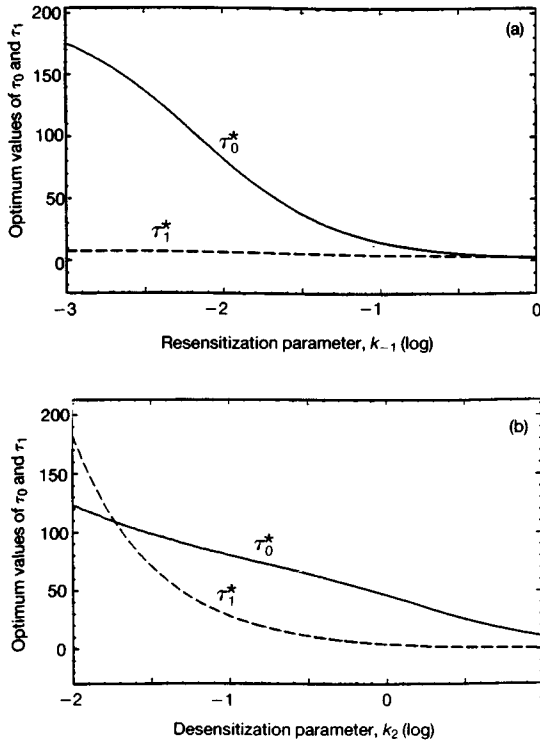 200
(a)
150
100
50
0
Optimum values of τ₀ and τ₁
τ₀*
τ₁*
−3
−2
−1
0
Resensitization parameter, k₋₁ (log)
200
(b)
150
100
50
0
Optimum values of τ₀ and τ₁
τ₀*
τ₁*
−2
−1
0
Desensitization parameter, k₂ (log)